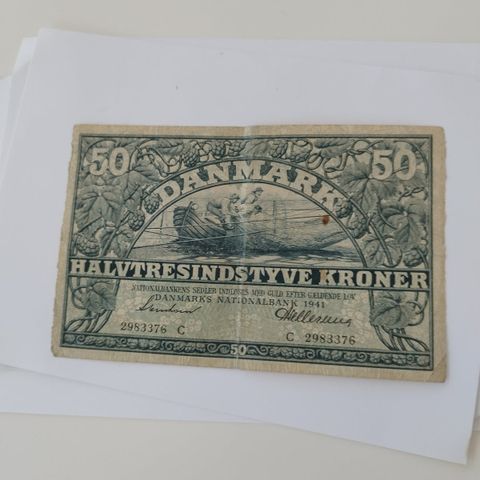 50 50
DANMARK
HALVTRESINDSTYVE KRONER
NATIONALBANKENS SEDLER INDLØSES MED GULD EFTER GÆLDENDE LOV
DANMARKS NATIONALBANK 1941
2983376 C C 2983376
50